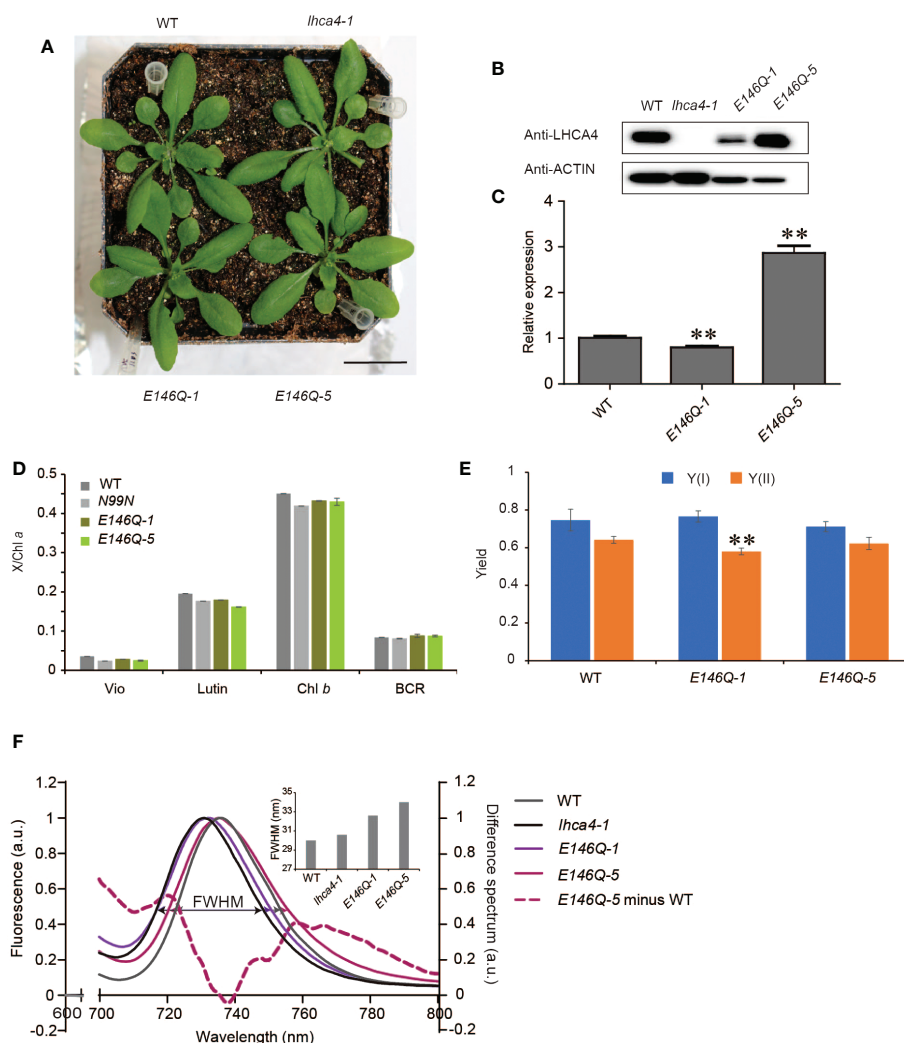 A
WT
lhca4-1
E146Q-1
E146Q-5
B
WT
lhca4-1
E146Q-1
E146Q-5
Anti-LHCA4
Anti-ACTIN
C
Relative expression
4
3
2
1
0
**
**
WT
E146Q-1
E146Q-5
D
X/Chl a
0.5
0.4
0.3
0.2
0.1
0
WT
N99N
E146Q-1
E146Q-5
Vio
Lutin
Chl b
BCR
E
Yield
1
0.8
0.6
0.4
0.2
0
Y(I)
Y(II)
**
WT
E146Q-1
E146Q-5
F
Fluorescence (a.u.)
1.2
1
0.8
0.6
0.4
0.2
0
-0.2
600
700
720
740
760
780
800
Wavelength (nm)
FWHM
FWHM (nm)
35
31
29
27
WT
lhca4-1
E146Q-1
E146Q-5
1.2
1
0.8
0.6
0.4
0.2
0
-0.2
Difference spectrum (a.u.)
WT
lhca4-1
E146Q-1
E146Q-5
E146Q-5 minus WT